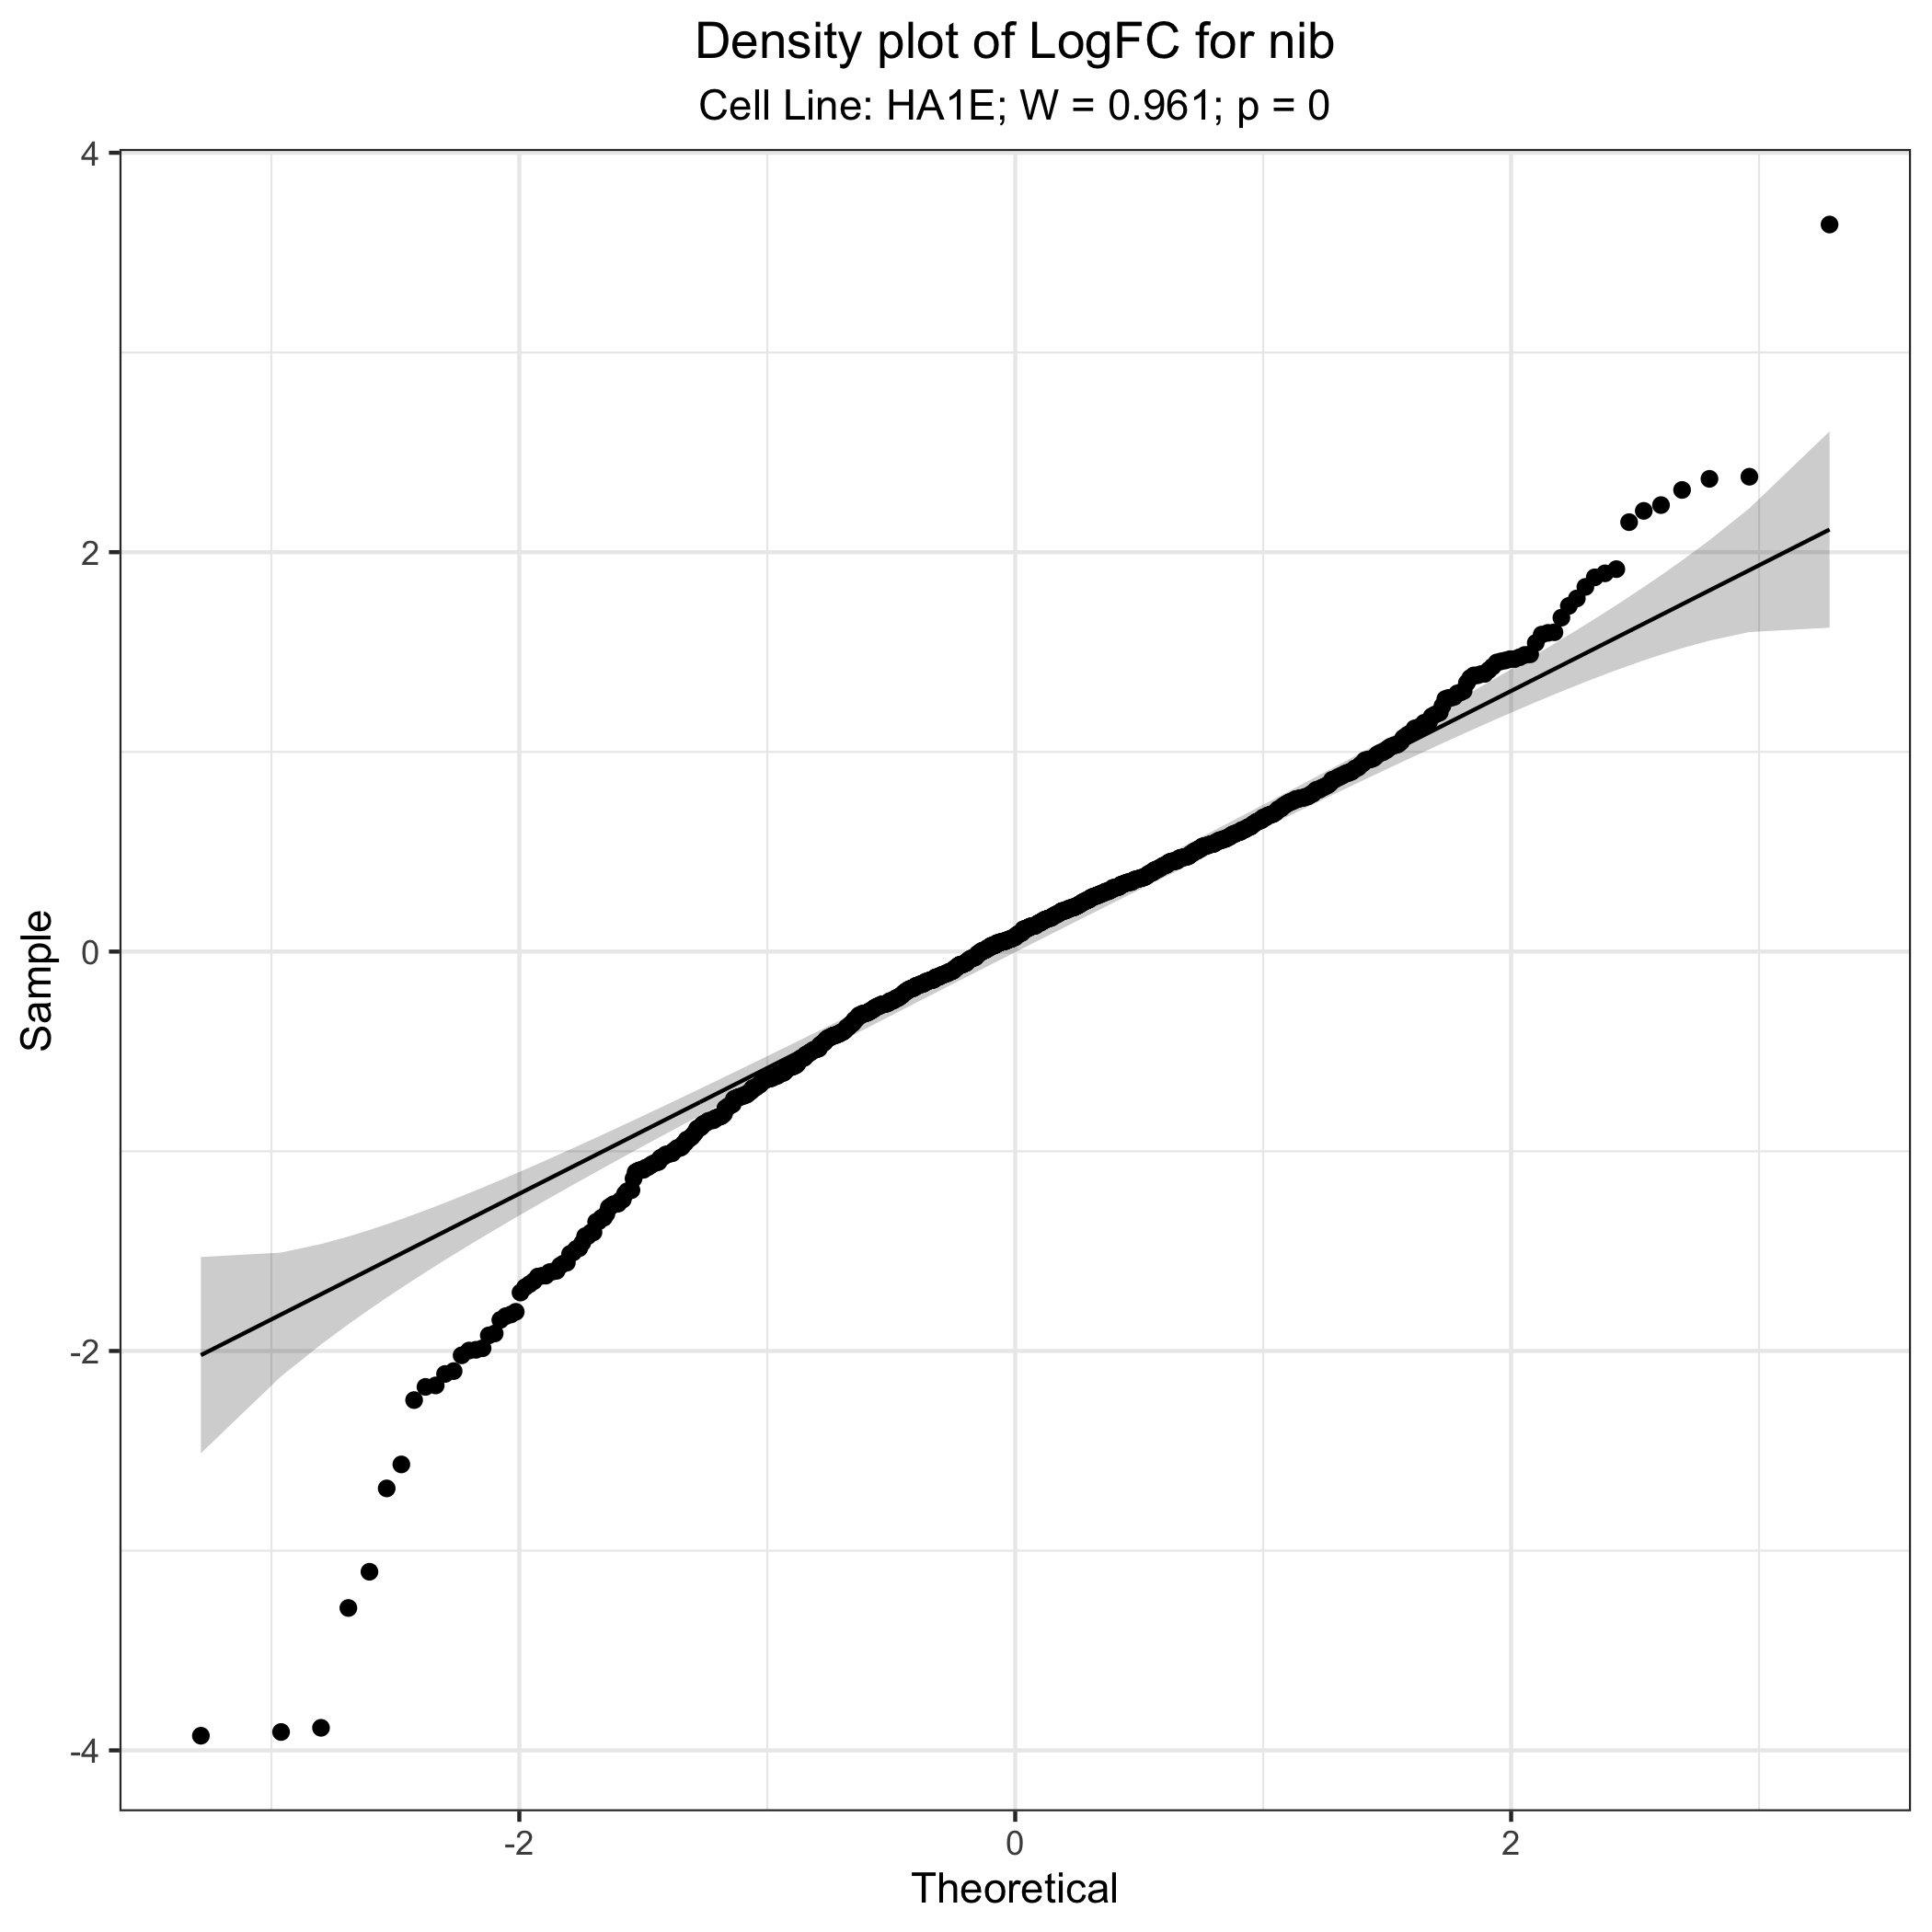 Density plot of LogFC for nib
Cell Line: HA1E; W = 0.961; p = 0
4
2
0
-2
-4
Sample
-2
0
2
Theoretical